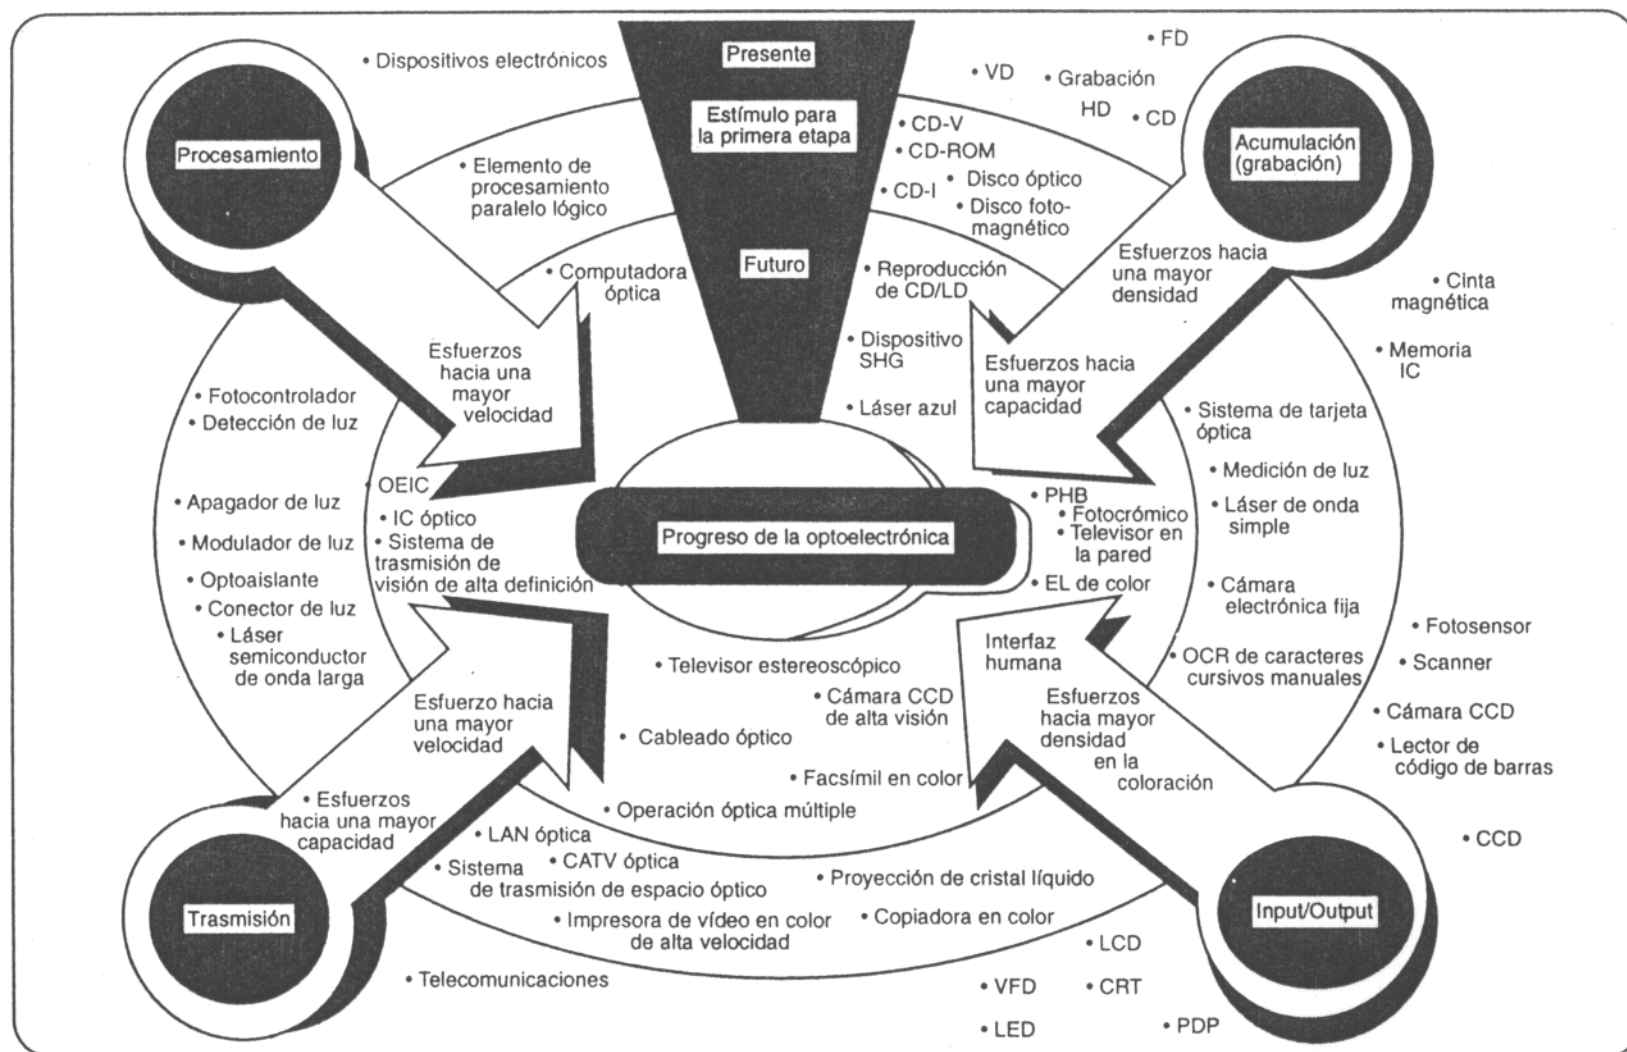 Presente
Estímulo para
la primera etapa
Futuro
Procesamiento
• Dispositivos electrónicos
• Elemento de
procesamiento
paralelo lógico
• Computadora
óptica
Esfuerzos
hacia una
mayor
velocidad
• FD
• VD
• Grabación
HD
• CD
Acumulación
(grabación)
• CD-V
• CD-ROM
• CD-I
• Disco óptico
• Disco foto-
magnético
• Reproducción
de CD/LD
• Dispositivo
SHG
• Láser azul
Esfuerzos hacia
una mayor
densidad
Esfuerzos hacia
una mayor
capacidad
• Cinta
magnética
• Memoria
IC
• Fotocontrolador
• Detección de luz
• Apagador de luz
• Modulador de luz
• Optoaislante
• Conector de luz
• Láser
semiconductor
de onda larga
• OEIC
• IC óptico
• Sistema de
trasmisión de
visión de alta definición
Progreso de la optoelectrónica
• PHB
• Fotocrómico
• Televisor en
la pared
• EL de color
• Sistema de tarjeta
óptica
• Medición de luz
• Láser de onda
simple
• Cámara
electrónica fija
• OCR de caracteres
cursivos manuales
• Fotosensor
• Scanner
• Cámara CCD
• Lector de
código de barras
• CCD
Interfaz
humana
Esfuerzos
hacia mayor
densidad
en la
coloración
Esfuerzo hacia
una mayor
velocidad
• Esfuerzos
hacia una mayor
capacidad
• Televisor estereoscópico
• Cámara CCD
de alta visión
• Cableado óptico
• Facsímil en color
• Operación óptica múltiple
• LAN óptica
• CATV óptica
• Sistema
de trasmisión de espacio óptico
• Proyección de cristal líquido
• Impresora de vídeo en color
de alta velocidad
• Copiadora en color
Trasmisión
Input/Output
• Telecomunicaciones
• LCD
• VFD
• CRT
• LED
• PDP